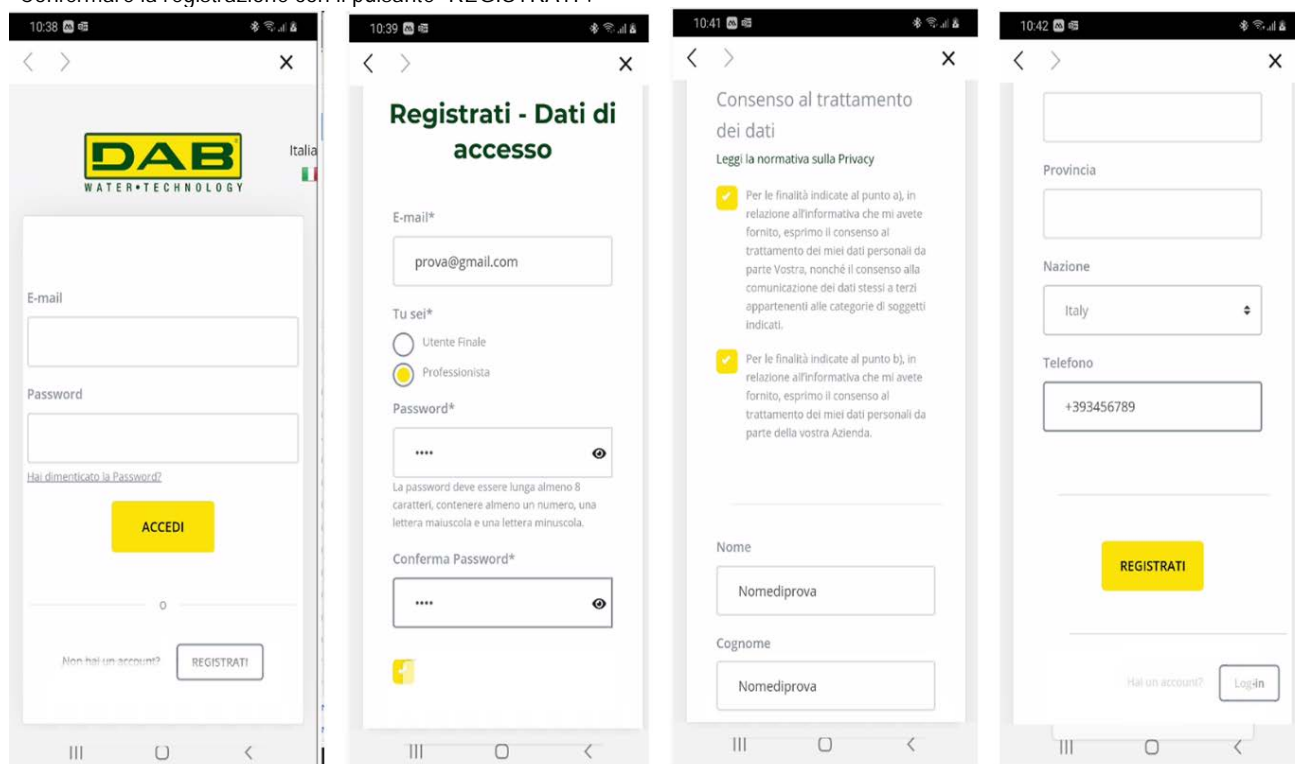 Confermare la registrazione con il pulsante "REGISTRATI".
10:38
DAB
WATER•TECHNOLOGY
Italia
E-mail
Password
Hai dimenticato la Password?
ACCEDI
o
Non hai un account?
REGISTRATI
10:39
Registrati - Dati di
accesso
E-mail*
prova@gmail.com
Tu sei*
Utente Finale
Professionista
Password*
••••
La password deve essere lunga almeno 8
caratteri, contenere almeno un numero, una
lettera maiuscola e una lettera minuscola.
Conferma Password*
••••
10:41
Consenso al trattamento
dei dati
Leggi la normativa sulla Privacy
Per le finalità indicate al punto a), in
relazione all'informativa che mi avete
fornito, esprimo il consenso al
trattamento dei miei dati personali da
parte Vostra, nonché il consenso alla
comunicazione dei dati stessi a terzi
appartenenti alle categorie di soggetti
indicati.
Per le finalità indicate al punto b), in
relazione all'informativa che mi avete
fornito, esprimo il consenso al
trattamento dei miei dati personali da
parte della vostra Azienda.
Nome
Nomediprova
Cognome
Nomediprova
10:42
Provincia
Nazione
Italy
Telefono
+393456789
REGISTRATI
Hai un account?
Log-in